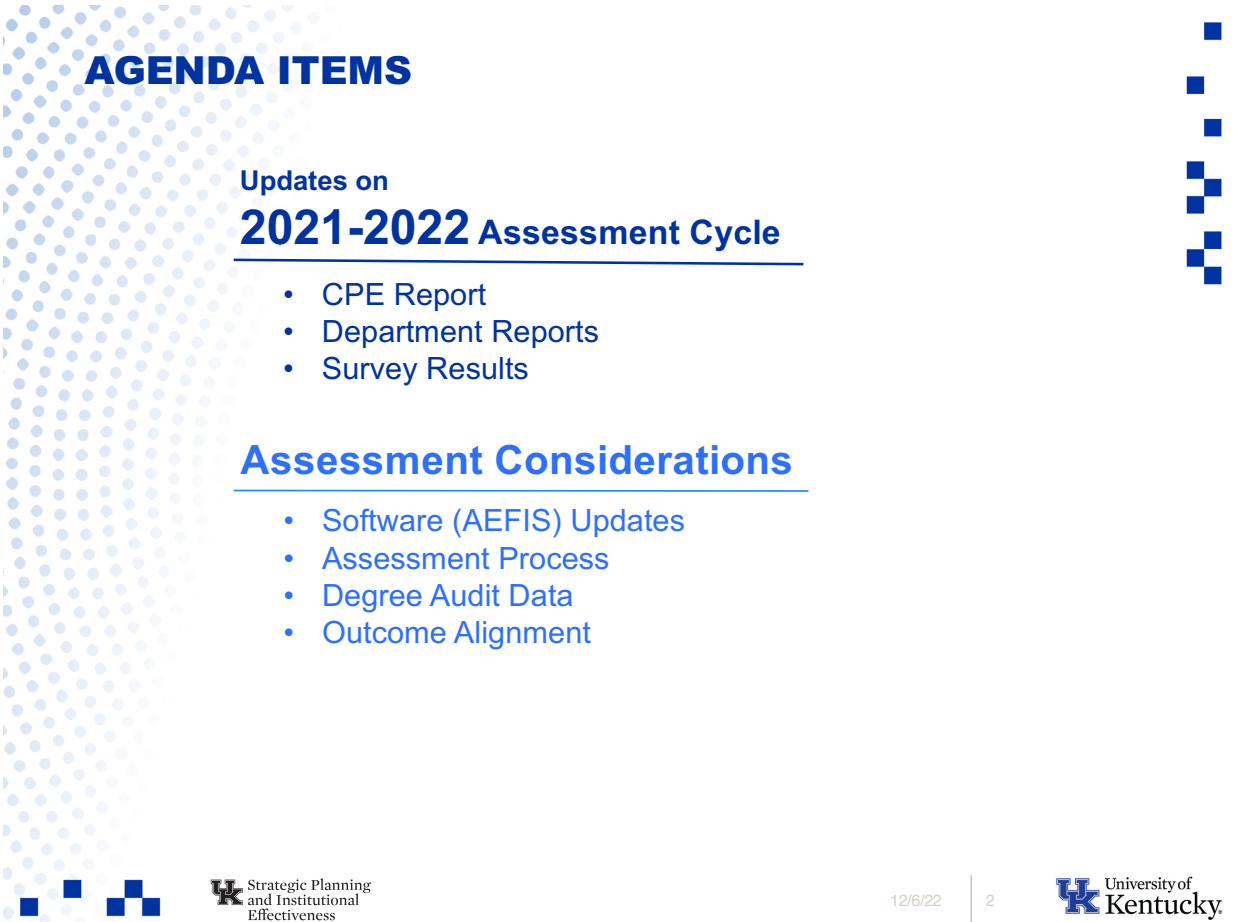 AGENDA ITEMS
Updates on
2021-2022 Assessment Cycle
• CPE Report
• Department Reports
• Survey Results
Assessment Considerations
• Software (AEFIS) Updates
• Assessment Process
• Degree Audit Data
• Outcome Alignment
UK Strategic Planning
and Institutional
Effectiveness
12/6/22
2
UK University of
Kentucky.